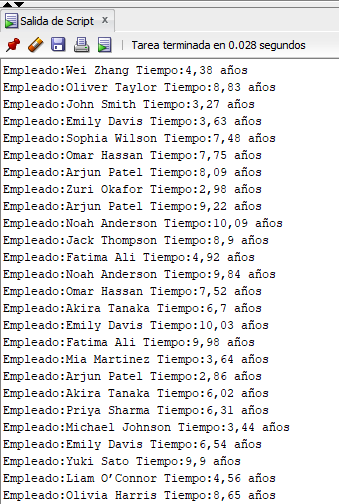 Salida de Script x
Tarea terminada en 0.028 segundos
Empleado:Wei Zhang Tiempo:4,38 años
Empleado:Oliver Taylor Tiempo:8,83 años
Empleado:John Smith Tiempo:3,27 años
Empleado:Emily Davis Tiempo:3,63 años
Empleado:Sophia Wilson Tiempo:7,48 años
Empleado:Omar Hassan Tiempo:7,75 años
Empleado:Arjun Patel Tiempo:8,09 años
Empleado:Zuri Okafor Tiempo:2,98 años
Empleado:Arjun Patel Tiempo:9,22 años
Empleado:Noah Anderson Tiempo:10,09 años
Empleado:Jack Thompson Tiempo:8,9 años
Empleado:Fatima Ali Tiempo:4,92 años
Empleado:Noah Anderson Tiempo:9,84 años
Empleado:Omar Hassan Tiempo:7,52 años
Empleado:Akira Tanaka Tiempo:6,7 años
Empleado:Emily Davis Tiempo:10,03 años
Empleado:Fatima Ali Tiempo:9,98 años
Empleado:Mia Martinez Tiempo:3,64 años
Empleado:Arjun Patel Tiempo:2,86 años
Empleado:Akira Tanaka Tiempo:6,02 años
Empleado:Priya Sharma Tiempo:6,31 años
Empleado:Michael Johnson Tiempo:3,44 años
Empleado:Emily Davis Tiempo:6,54 años
Empleado:Yuki Sato Tiempo:9,9 años
Empleado:Liam O’Connor Tiempo:4,56 años
Empleado:Olivia Harris Tiempo:8,65 años